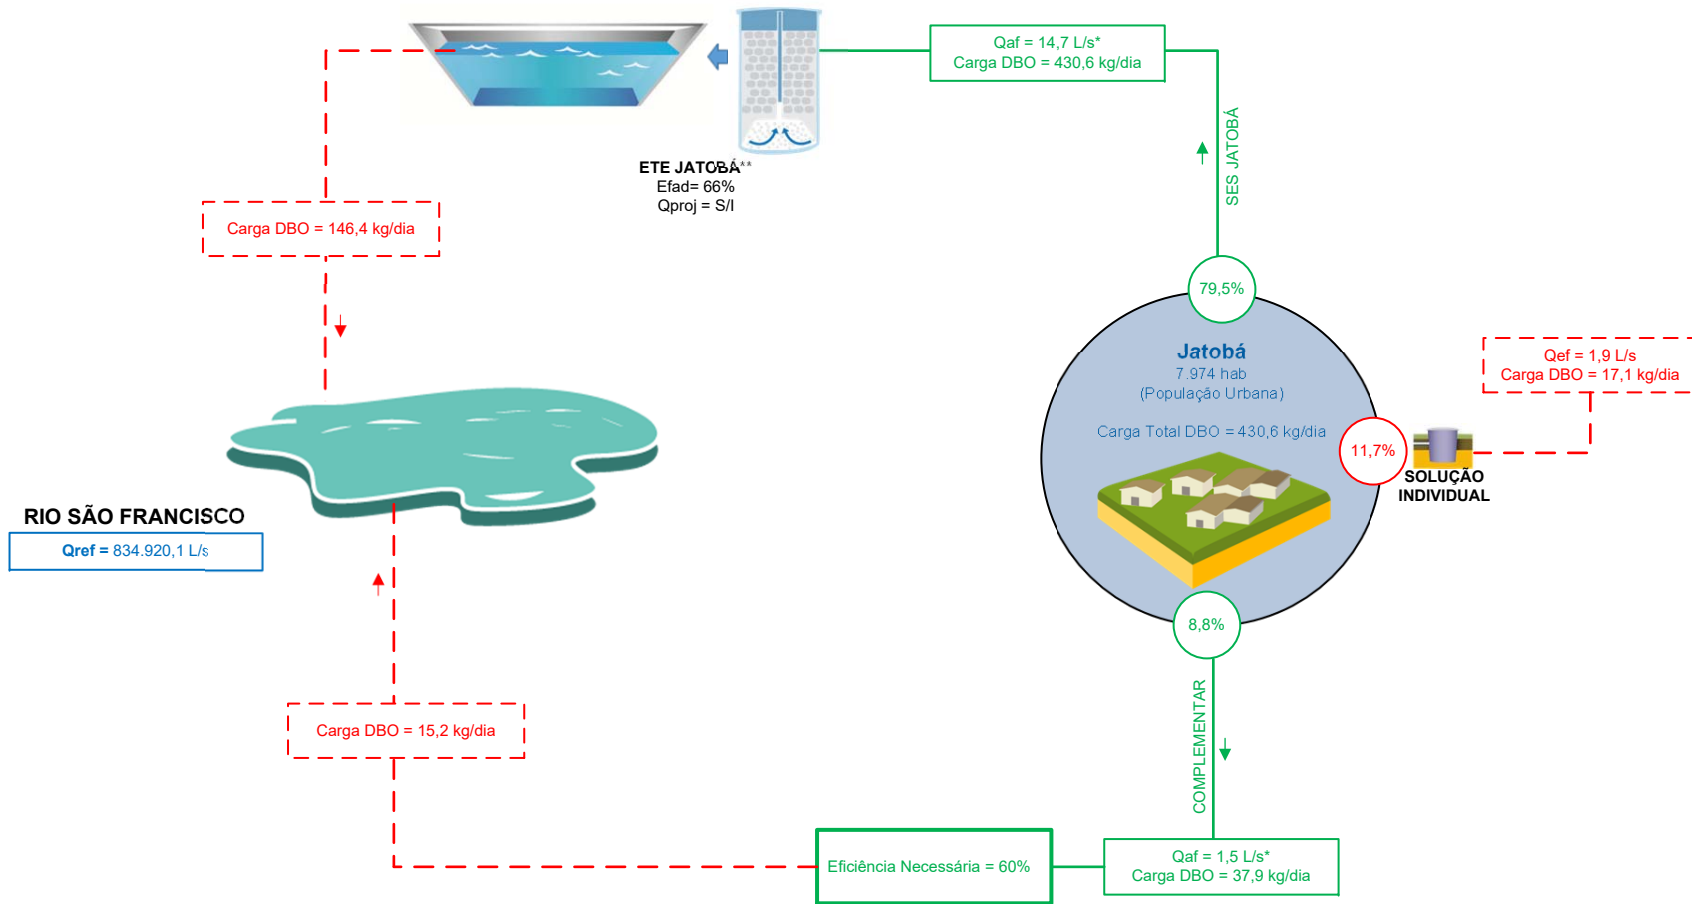 Qaf = 14,7 L/s*
Carga DBO = 430,6 kg/dia
SES JATOBÁ
ETE JATOBÁ**
Efad= 66%
Qproj = S/I
Carga DBO = 146,4 kg/dia
79,5%
Jatobá
7.974 hab
(População Urbana)
Carga Total DBO = 430,6 kg/dia
11,7%
SOLUÇÃO
INDIVIDUAL
Qef = 1,9 L/s
Carga DBO = 17,1 kg/dia
RIO SÃO FRANCISCO
Qref = 834.920,1 L/s
8,8%
COMPLEMENTAR
Carga DBO = 15,2 kg/dia
Eficiência Necessária = 60%
Qaf = 1,5 L/s*
Carga DBO = 37,9 kg/dia